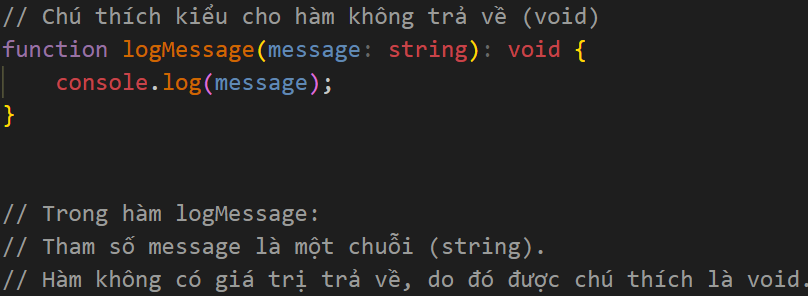 // Chú thích kiểu cho hàm không trả về (void)
function logMessage(message: string): void {
    console.log(message);
}
// Trong hàm logMessage:
// Tham số message là một chuỗi (string).
// Hàm không có giá trị trả về, do đó được chú thích là void.